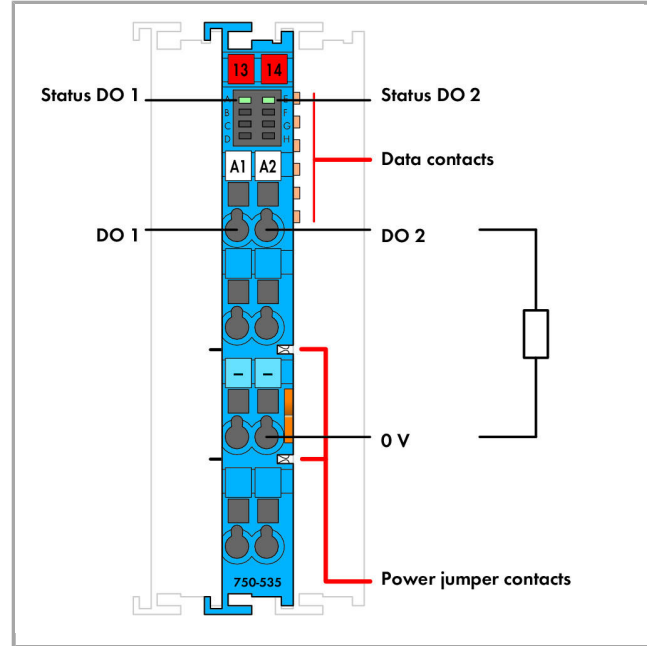 13 14
Status DO 1
Status DO 2
A E
B F
C G
D H
Data contacts
A1 A2
DO 1
DO 2
- -
0 V
Power jumper contacts
750-535